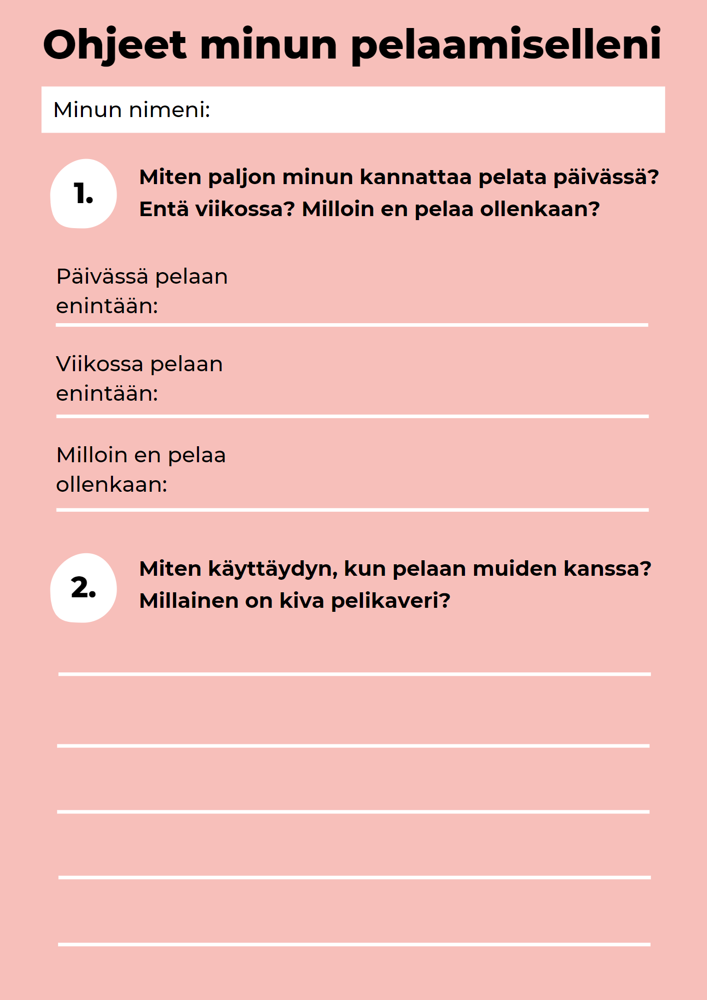 Ohjeet minun pelaamiselleni
Minun nimeni:
1.
Miten paljon minun kannattaa pelata päivässä?
Entä viikossa? Milloin en pelaa ollenkaan?
Päivässä pelaan
enintään:
Viikossa pelaan
enintään:
Milloin en pelaa
ollenkaan:
2.
Miten käyttäydyn, kun pelaan muiden kanssa?
Millainen on kiva pelikaveri?